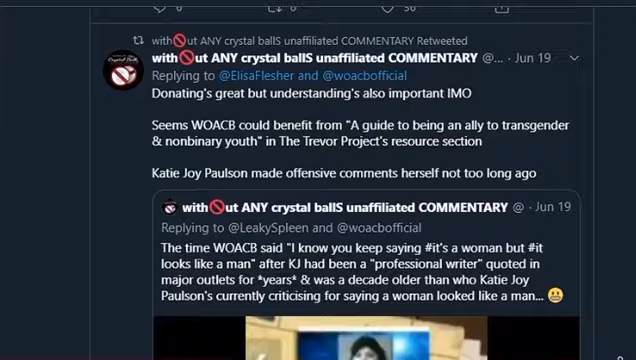 6
56
with🚫ut ANY crystal ballS unaffiliated COMMENTARY Retweeted
with🚫ut ANY crystal ballS unaffiliated COMMENTARY @... · Jun 19
Replying to @ElisaFlesher and @woacbofficial
Donating's great but understanding's also important IMO
Seems WOACB could benefit from "A guide to being an ally to transgender
& nonbinary youth" in The Trevor Project's resource section
Katie Joy Paulson made offensive comments herself not too long ago
with🚫ut ANY crystal ballS unaffiliated COMMENTARY @ · Jun 19
Replying to @LeakySpleen and @woacbofficial
The time WOACB said "I know you keep saying #it's a woman but #it
looks like a man" after KJ had been a "professional writer" quoted in
major outlets for *years* & was a decade older than who Katie Joy
Paulson's currently criticising for saying a woman looked like a man... 😬